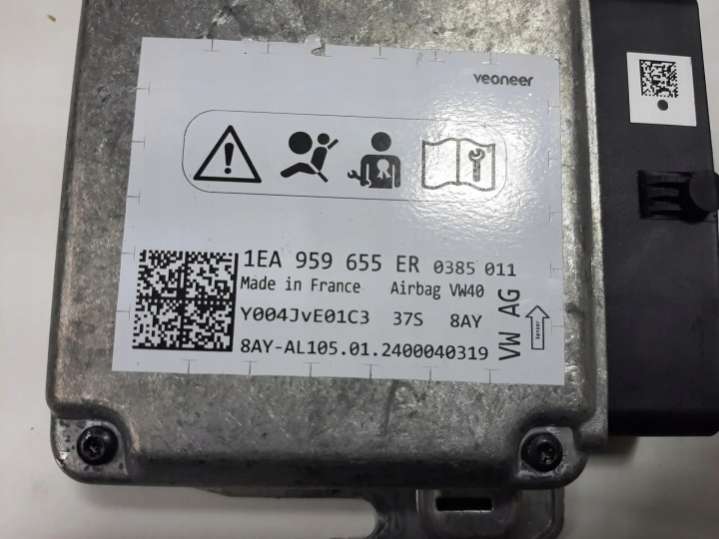 veoneer
1EA 959 655 ER 0385 011
Made in France Airbag VW40
Y004JvE01C3 37S 8AY
8AY-AL105.01.2400040319
VW AG
Sensor